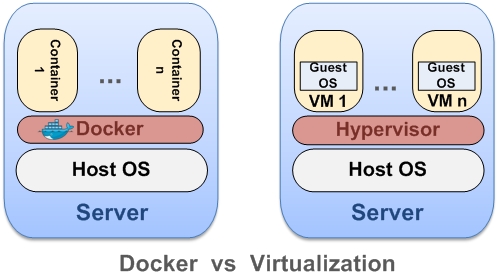 Container
1
...
Container
n
Docker
Host OS
Server
Guest
OS
VM 1
...
Guest
OS
VM n
Hypervisor
Host OS
Server
Docker vs Virtualization